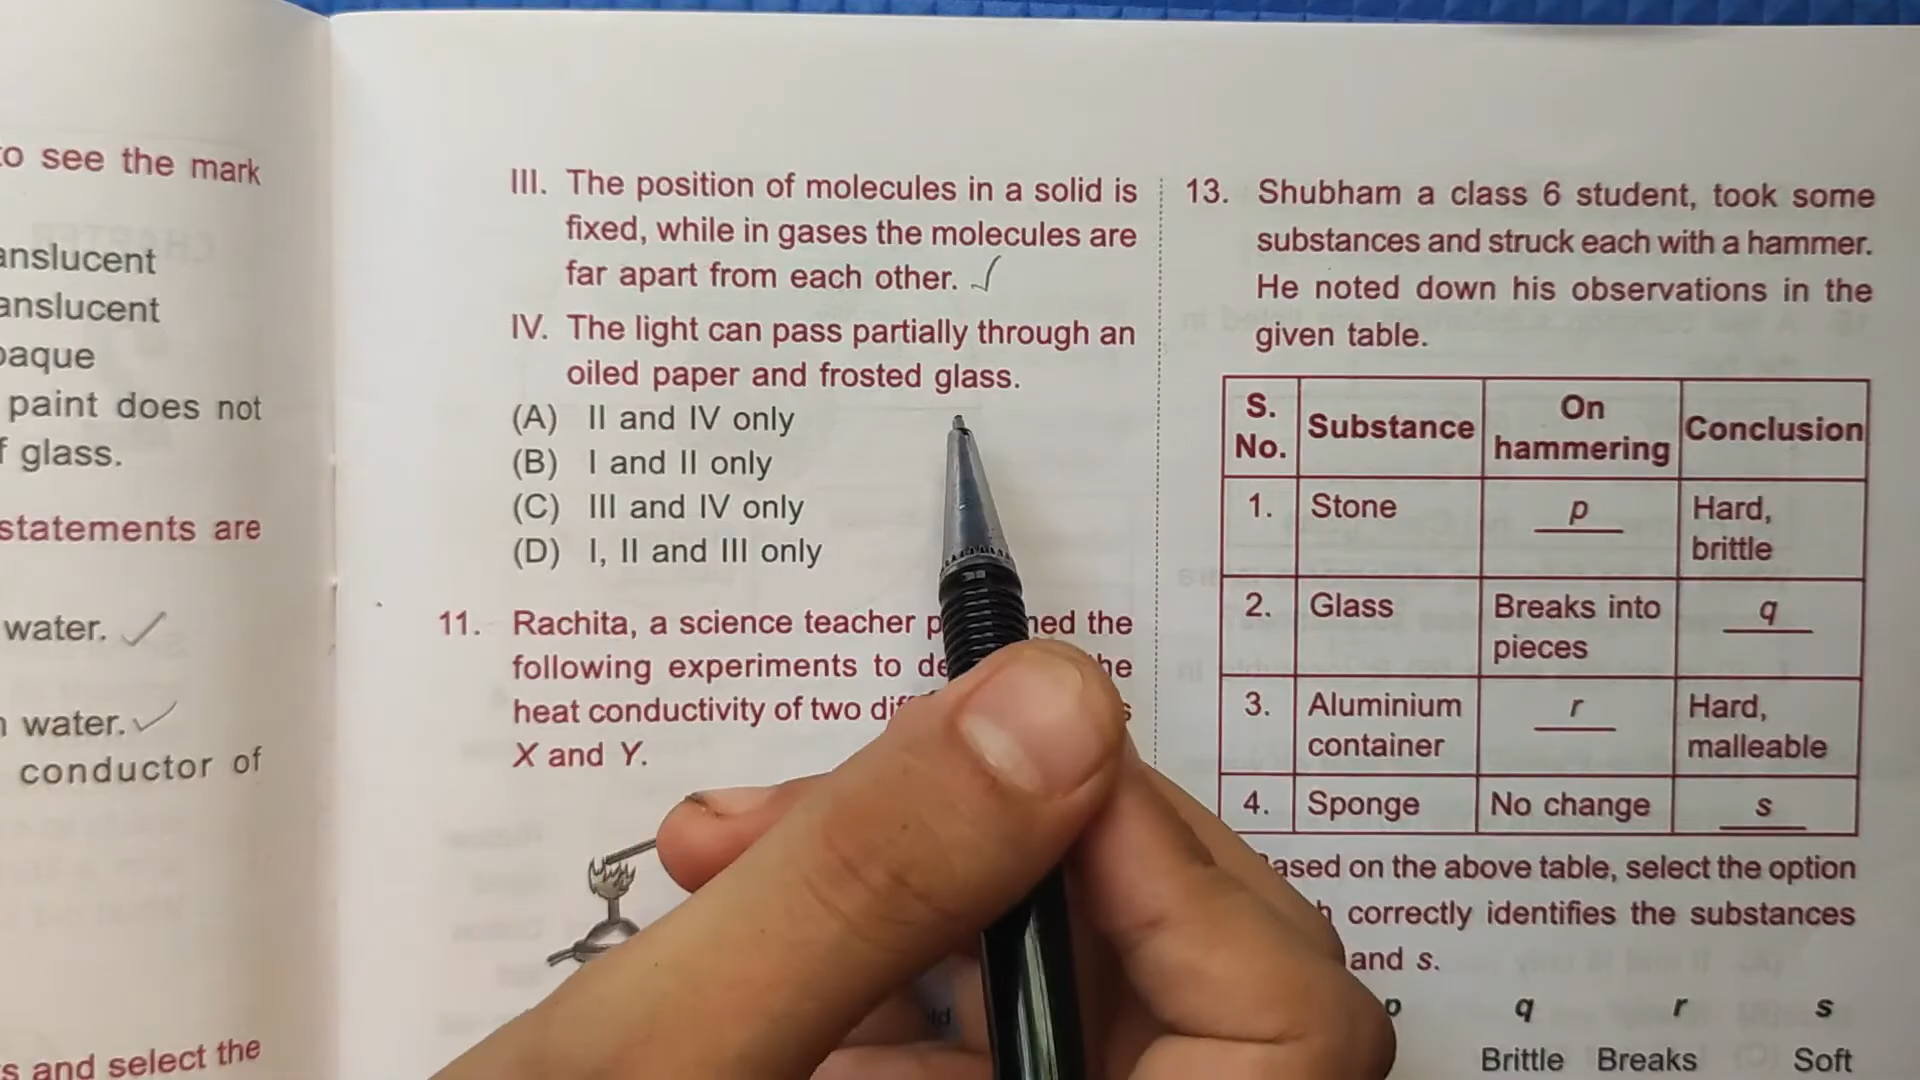 to see the mark
anslucent
anslucent
paque
paint does not
f glass.
statements are
water.
water.
conductor of
s and select the
III. The position of molecules in a solid is
fixed, while in gases the molecules are
far apart from each other.
IV. The light can pass partially through an
oiled paper and frosted glass.
(A) II and IV only
(B) I and II only
(C) III and IV only
(D) I, II and III only
11. Rachita, a science teacher p med the
following experiments to de he
heat conductivity of two dif s
X and Y.
13. Shubham a class 6 student, took some
substances and struck each with a hammer.
He noted down his observations in the
given table.
S. No. Substance On hammering Conclusion
1. Stone p Hard, brittle
2. Glass Breaks into pieces q
3. Aluminium container r Hard, malleable
4. Sponge No change s
ased on the above table, select the option
h correctly identifies the substances
and s.
p q r s
Brittle Breaks Soft